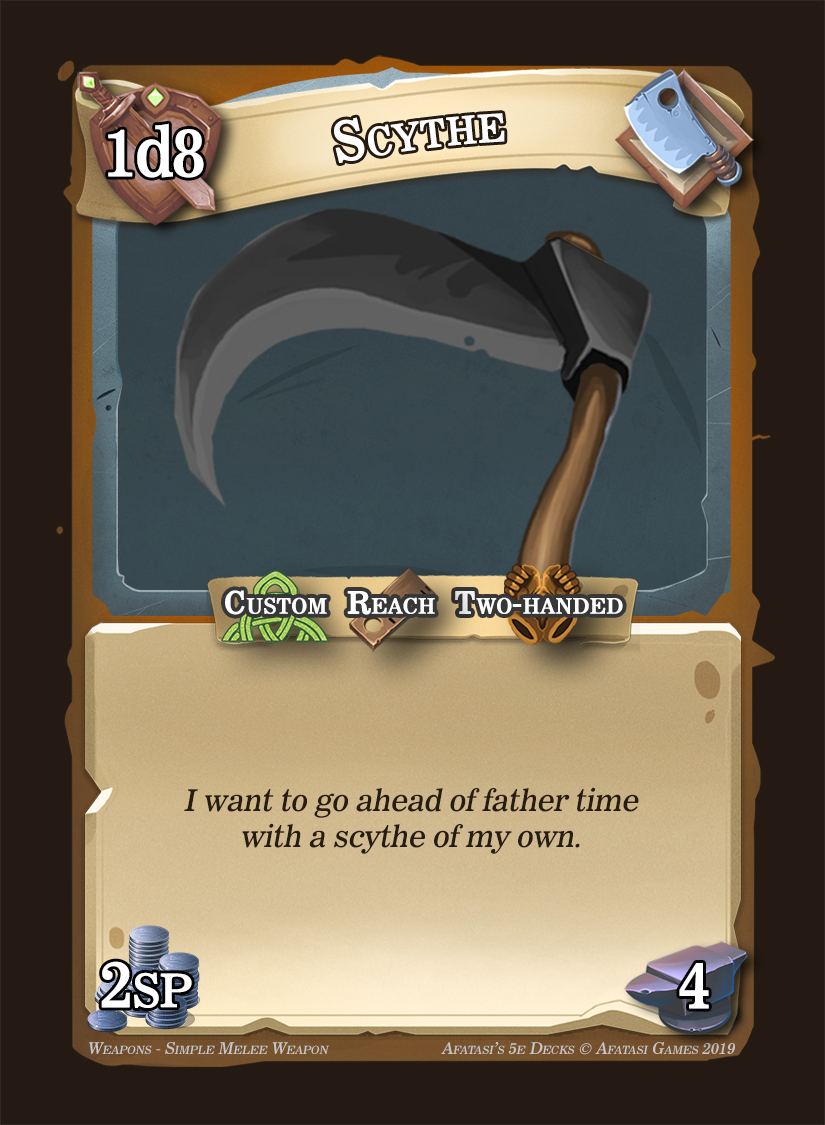 1d8
Scythe
Custom Reach Two-handed
I want to go ahead of father time
with a scythe of my own.
2SP
4
Weapons - Simple Melee Weapon
Afatasi's 5e Decks © Afatasi Games 2019